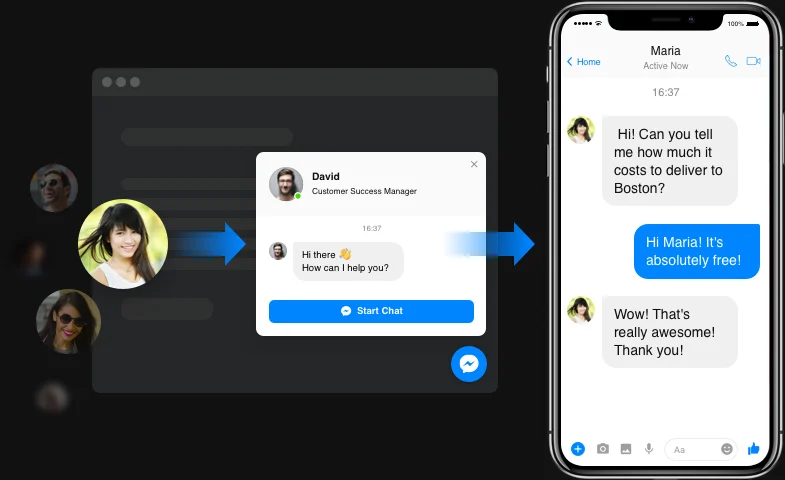 David
Customer Success Manager
16:37
Hi there 👋
How can I help you?
Start Chat
100%
Home
Maria
Active Now
16:37
Hi! Can you tell
me how much it
costs to deliver to
Boston?
Hi Maria! It's
absolutely free!
Wow! That's
really awesome!
Thank you!
Aa